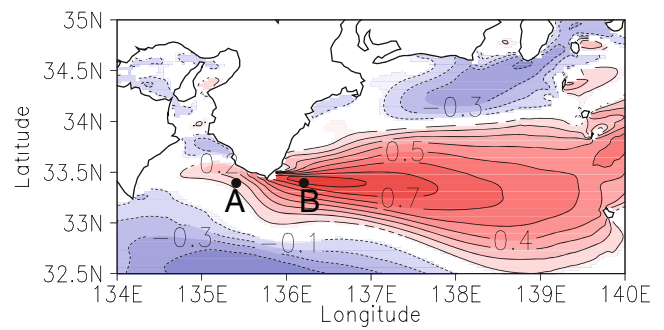 35N
34.5N
34N
33.5N
33N
32.5N
Latitude
−0.3
0.5
0.2
0.7
A
B
−0.3
−0.1
0.4
134E
135E
136E
137E
138E
139E
140E
Longitude